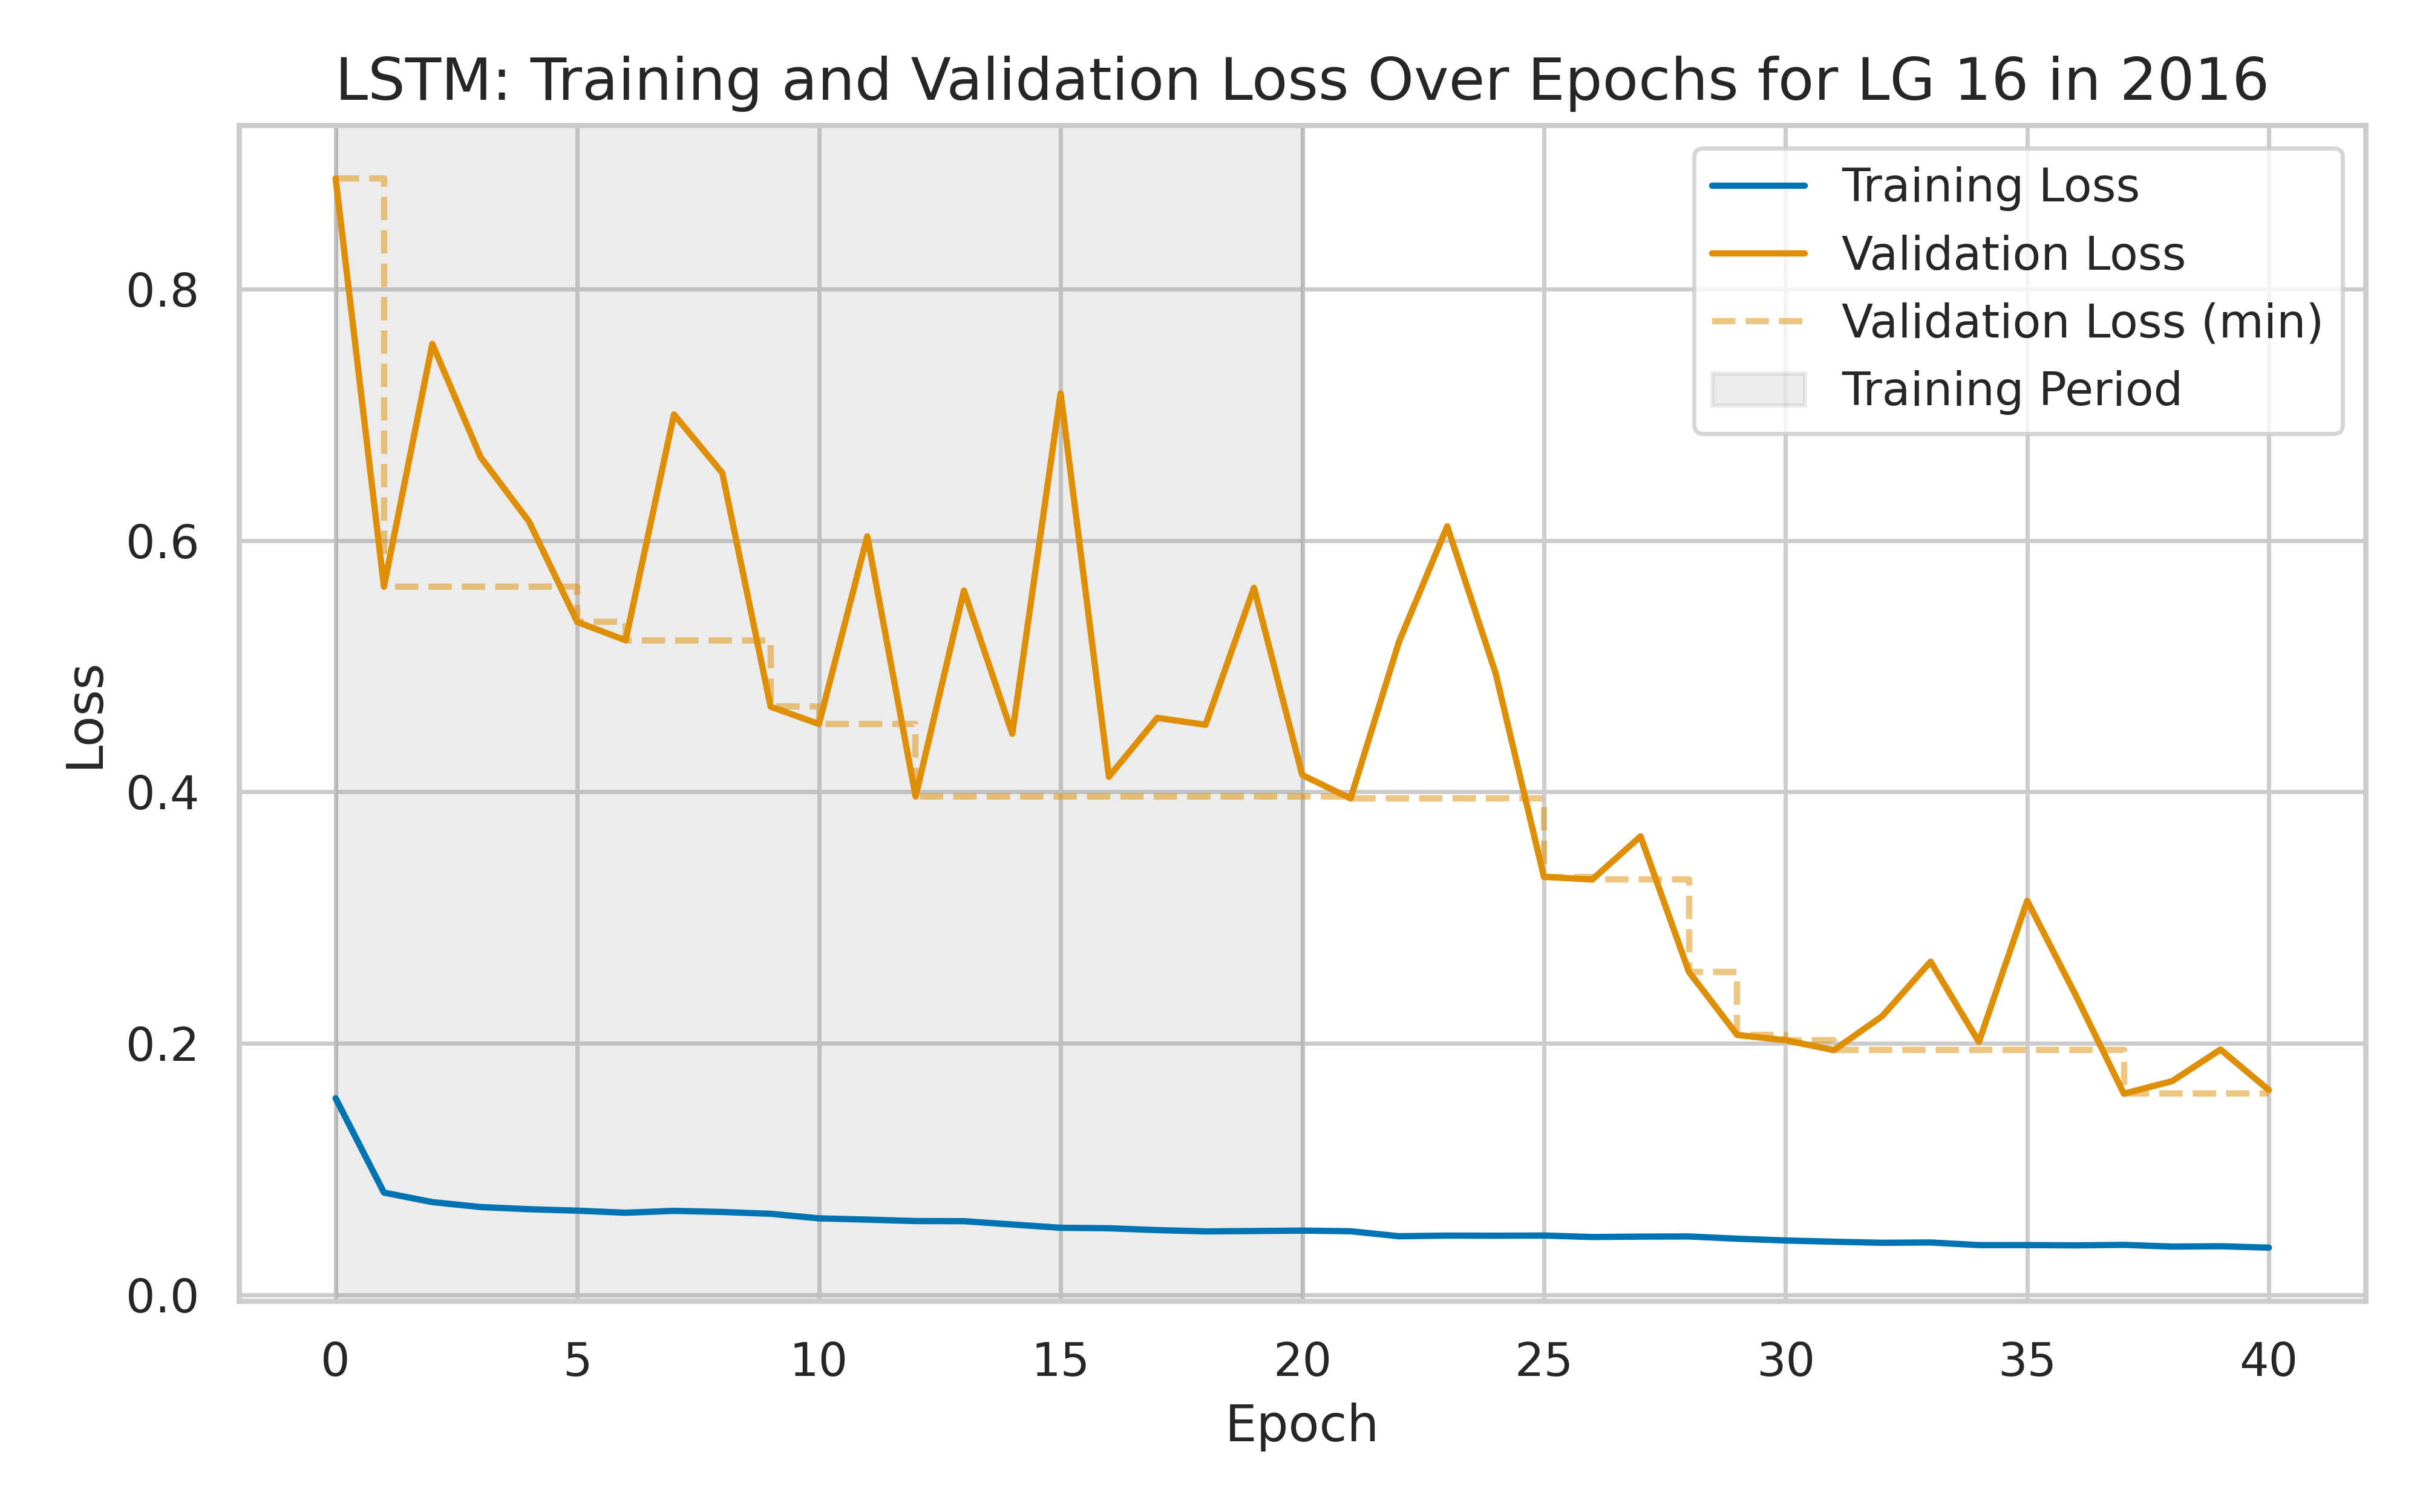 LSTM: Training and Validation Loss Over Epochs for LG 16 in 2016
Training Loss
Validation Loss
Validation Loss (min)
Training Period
Loss
0.8
0.6
0.4
0.2
0.0
0 5 10 15 20 25 30 35 40
Epoch